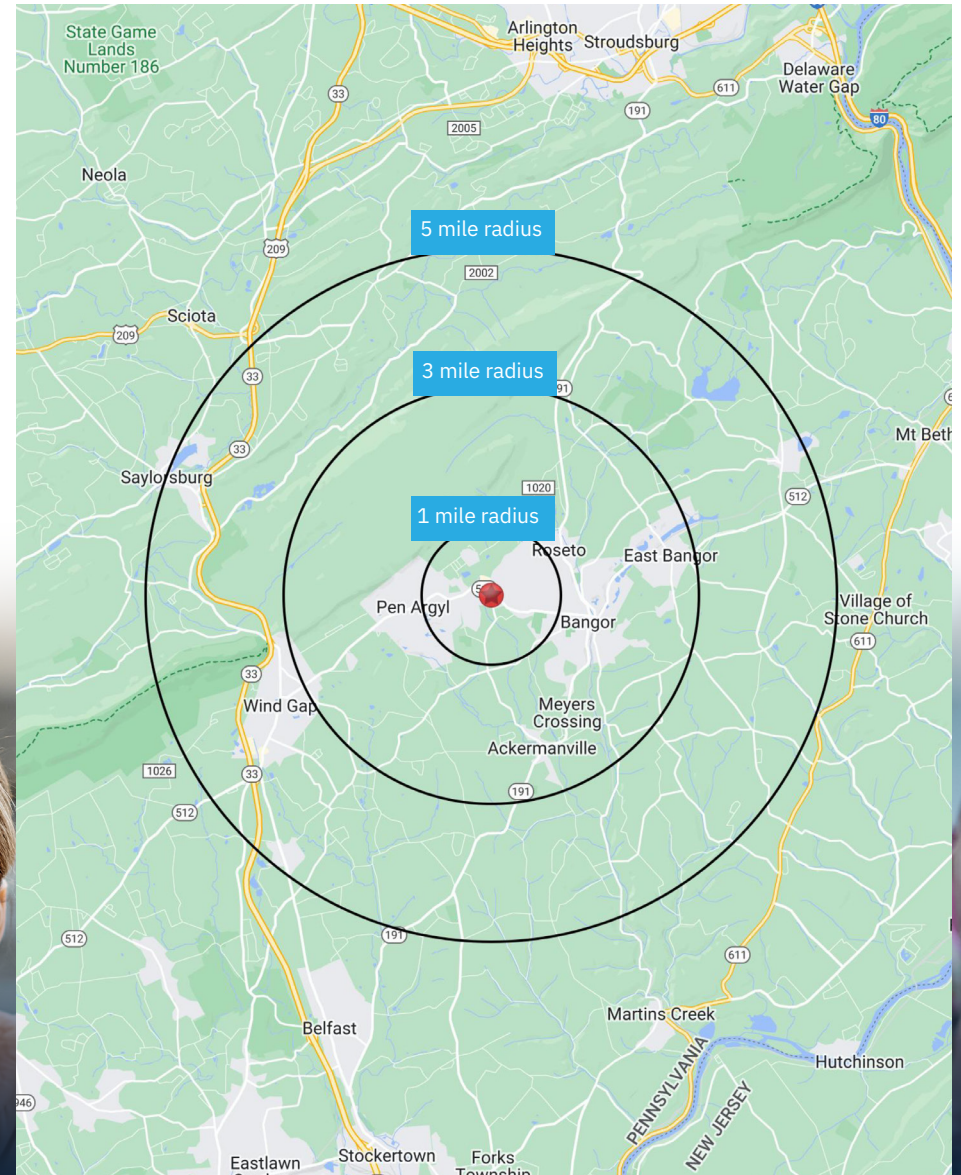 State Game
Lands
Number 186
Arlington
Heights
Stroudsburg
Delaware
Water Gap
33
2005
191
611
80
Neola
209
5 mile radius
2002
Sciota
209
33
3 mile radius
Saylorsburg
33
512
1020
1 mile radius
Roseto
East Bangor
Pen Argyl
Bangor
Village of
Stone Church
611
33
Wind Gap
Meyers
Crossing
Ackermanville
1026
33
191
512
512
191
611
Martins Creek
Belfast
PENNSYLVANIA
NEW JERSEY
Hutchinson
Stockertown
Eastlawn
Forks
Township